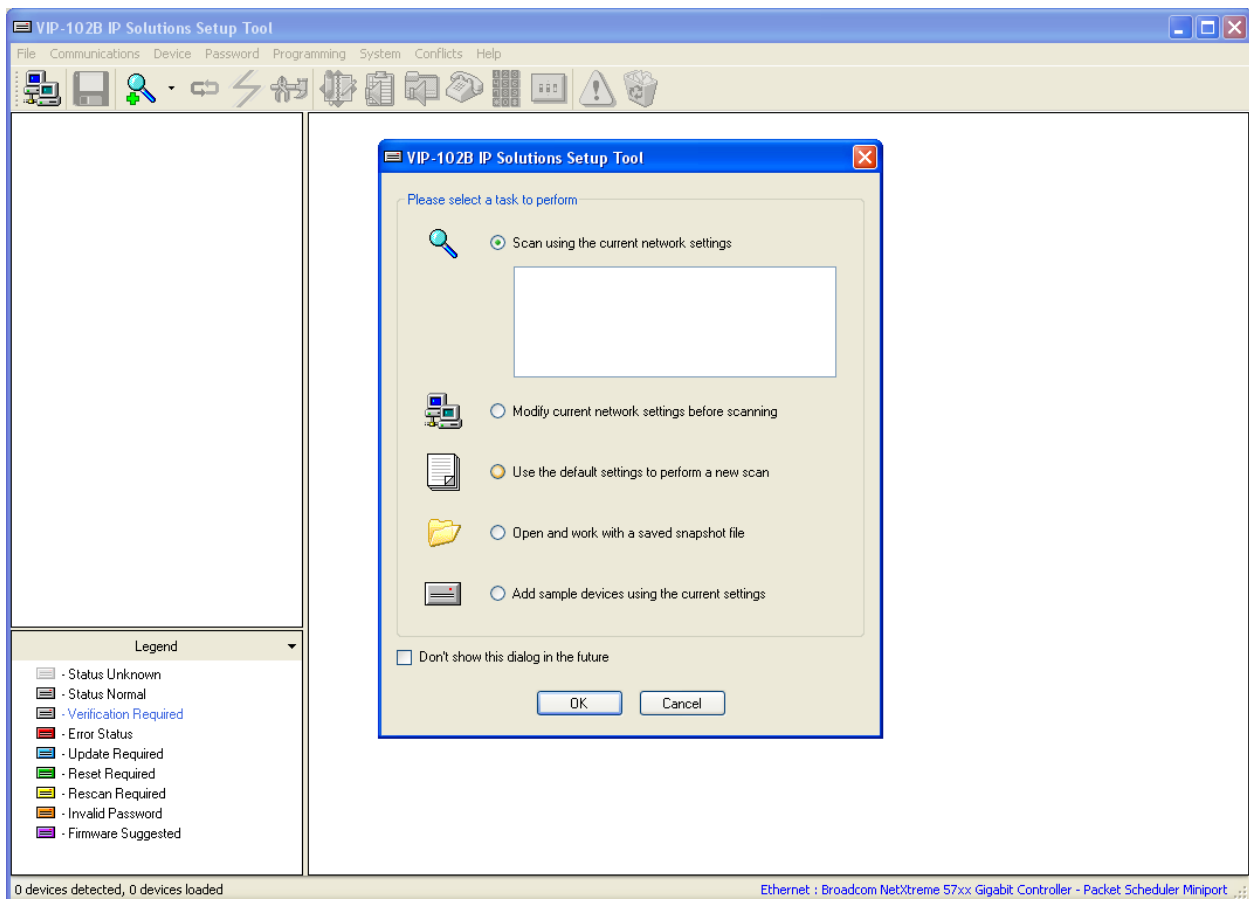 VIP-102B IP Solutions Setup Tool
File Communications Device Password Programming System Conflicts Help
VIP-102B IP Solutions Setup Tool
Please select a task to perform
Scan using the current network settings
Modify current network settings before scanning
Use the default settings to perform a new scan
Open and work with a saved snapshot file
Add sample devices using the current settings
Don't show this dialog in the future
OK Cancel
Legend
- Status Unknown
- Status Normal
- Verification Required
- Error Status
- Update Required
- Reset Required
- Rescan Required
- Invalid Password
- Firmware Suggested
0 devices detected, 0 devices loaded
Ethernet : Broadcom NetXtreme 57xx Gigabit Controller - Packet Scheduler Miniport